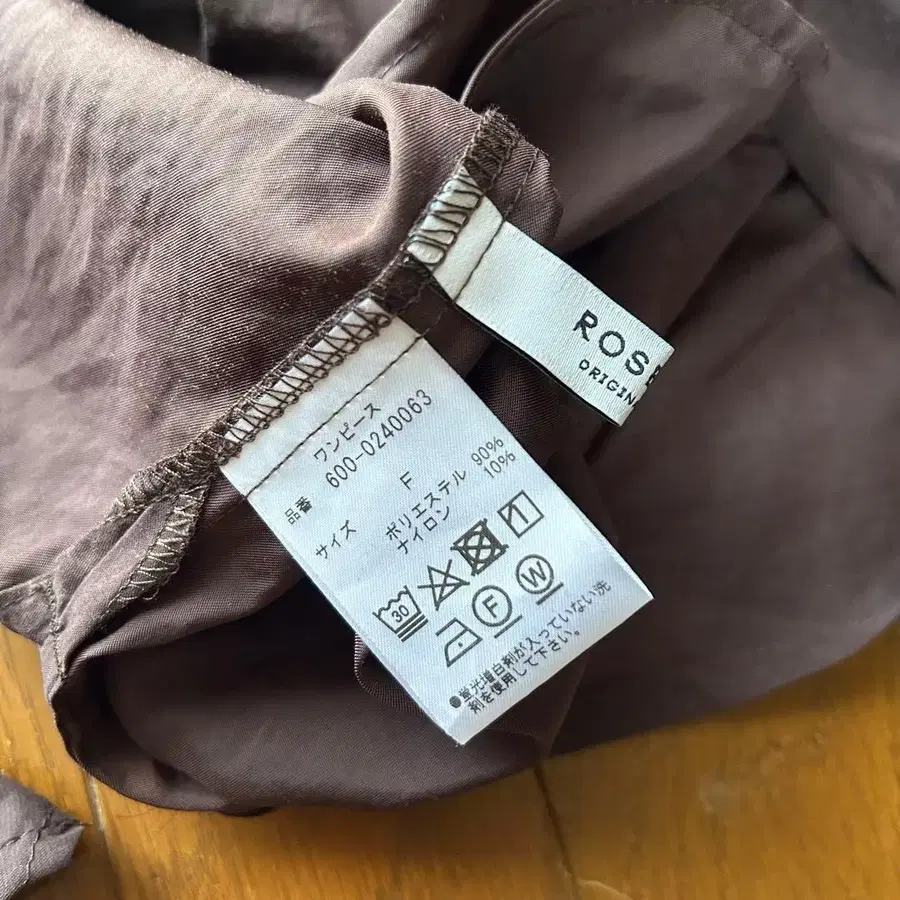 ROSE
ORIGIN
ワンピース
品番 600-0240063
サイズ F
ポリエステル 90%
ナイロン 10%
30
F W
●蛍光増白剤が入っていない洗
剤を使用して下さい。